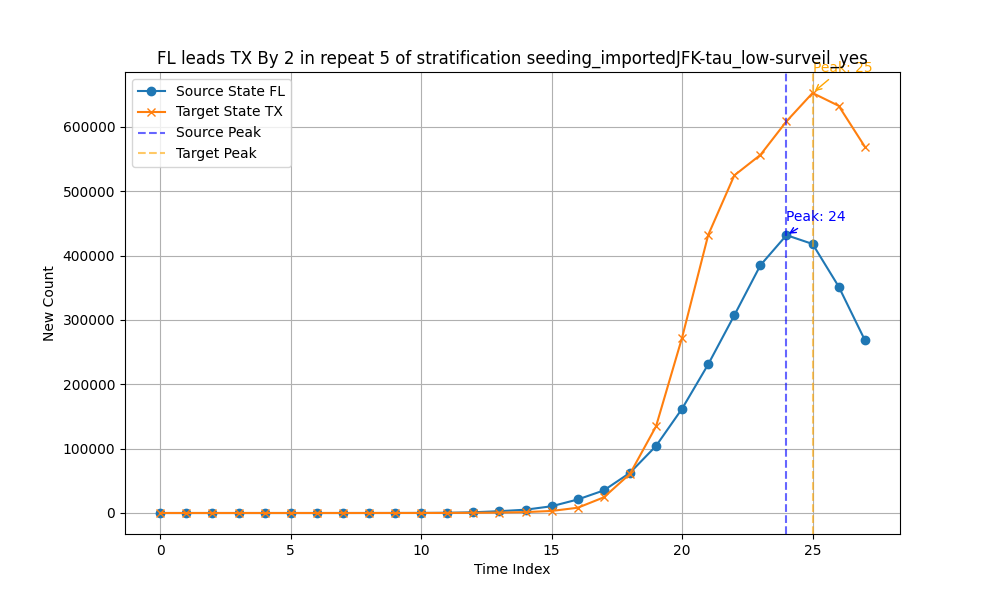 FL leads TX By 2 in repeat 5 of stratification seeding_importedJFK-tau_low-surveil_yes
Peak: 25
Source State FL
Target State TX
Source Peak
Target Peak
Peak: 24
600000
500000
400000
300000
200000
100000
0
New Count
0 5 10 15 20 25
Time Index